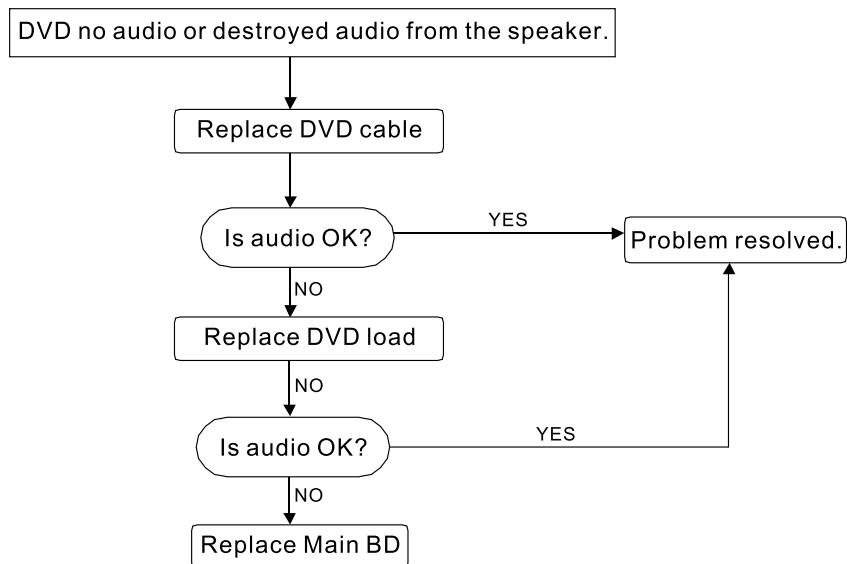 DVD no audio or destroyed audio from the speaker.
Replace DVD cable
Is audio OK?
YES
Problem resolved.
NO
Replace DVD load
NO
Is audio OK?
YES
NO
Replace Main BD